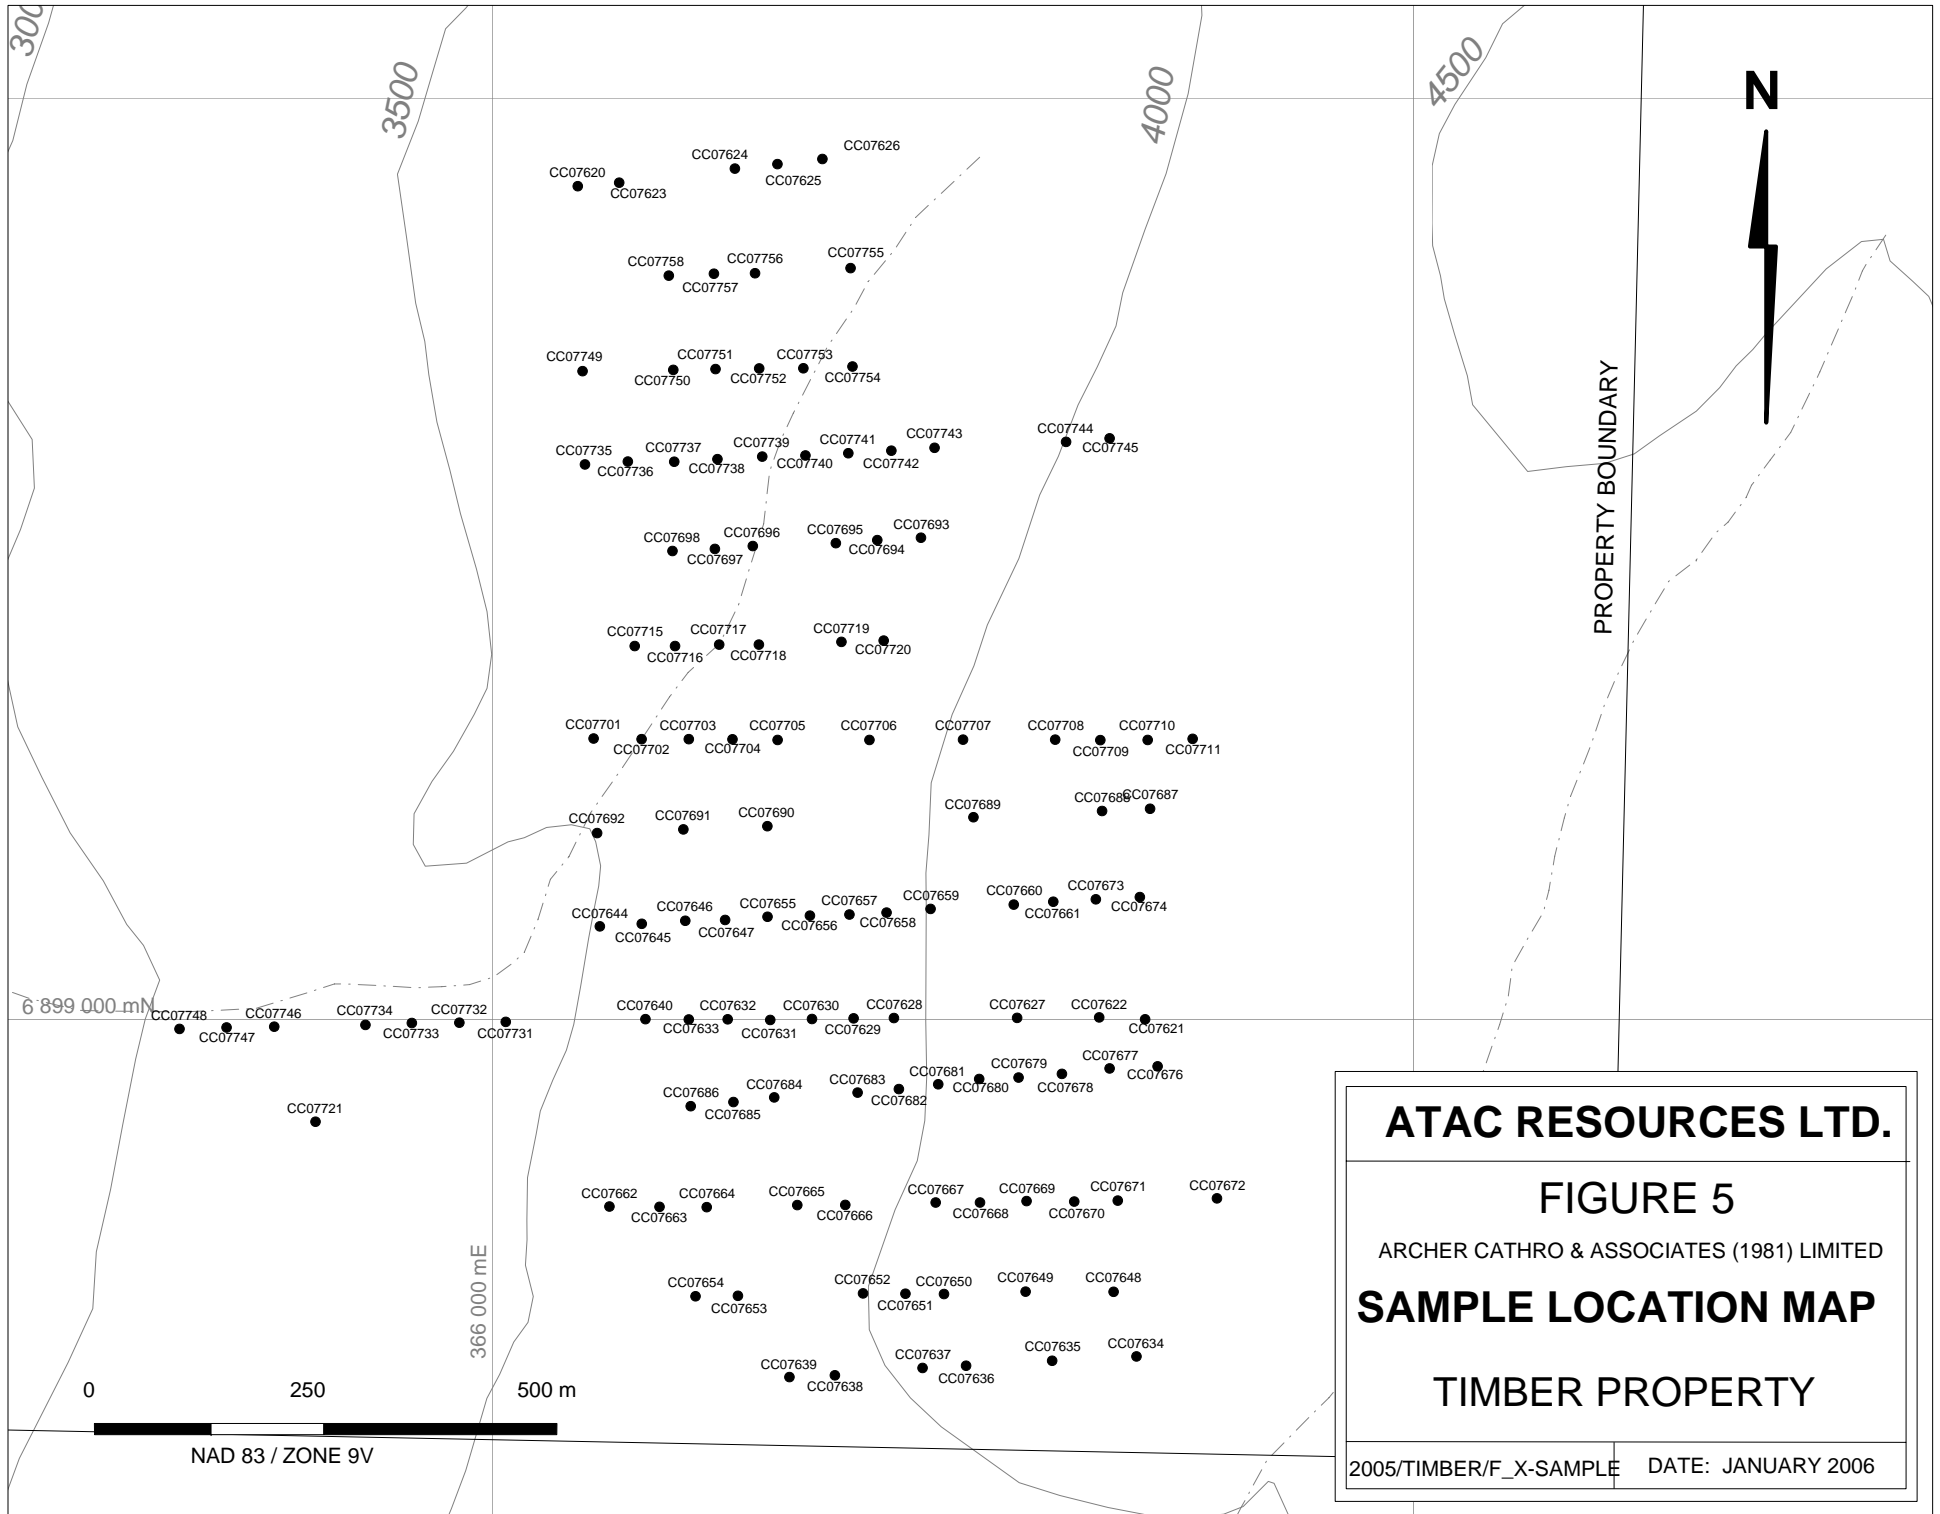 300
3500
4000
4500
N
CC07624
CC07626
CC07620
CC07625
CC07623
CC07758
CC07756
CC07755
CC07757
CC07749
CC07751
CC07753
CC07750
CC07752
CC07754
CC07735
CC07737
CC07739
CC07741
CC07743
CC07744
CC07736
CC07738
CC07740
CC07742
CC07745
PROPERTY BOUNDARY
CC07698
CC07696
CC07695
CC07693
CC07697
CC07694
CC07715
CC07717
CC07719
CC07716
CC07718
CC07720
CC07701
CC07703
CC07705
CC07706
CC07707
CC07708
CC07710
CC07702
CC07704
CC07709
CC07711
CC07692
CC07691
CC07690
CC07689
CC07688
CC07687
CC07644
CC07646
CC07655
CC07657
CC07659
CC07660
CC07673
CC07645
CC07647
CC07656
CC07658
CC07661
CC07674
6 899 000 mN
CC07748
CC07746
CC07734
CC07732
CC07640
CC07632
CC07630
CC07628
CC07627
CC07622
CC07747
CC07733
CC07731
CC07633
CC07631
CC07629
CC07621
CC07686
CC07684
CC07683
CC07681
CC07679
CC07677
CC07685
CC07682
CC07680
CC07678
CC07676
CC07721
CC07662
CC07664
CC07665
CC07667
CC07669
CC07671
CC07672
CC07663
CC07666
CC07668
CC07670
366 000 mE
CC07654
CC07652
CC07650
CC07649
CC07648
CC07653
CC07651
CC07639
CC07637
CC07635
CC07634
CC07638
CC07636
0 250 500 m
NAD 83 / ZONE 9V
ATAC RESOURCES LTD.
FIGURE 5
ARCHER CATHRO & ASSOCIATES (1981) LIMITED
SAMPLE LOCATION MAP
TIMBER PROPERTY
2005/TIMBER/F_X-SAMPLE
DATE: JANUARY 2006